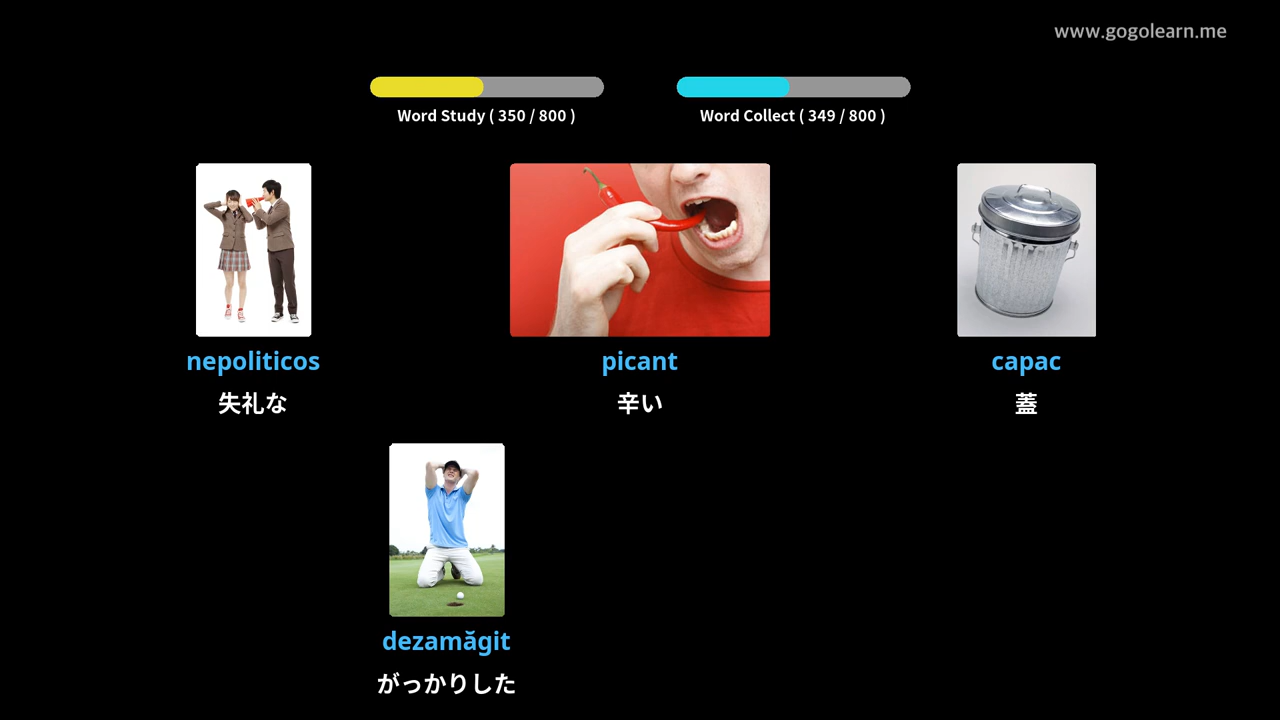 www.gogolearn.me
Word Study ( 350 / 800 )
Word Collect ( 349 / 800 )
nepoliticos
失礼な
picant
辛い
capac
蓋
dezamăgit
がっかりした